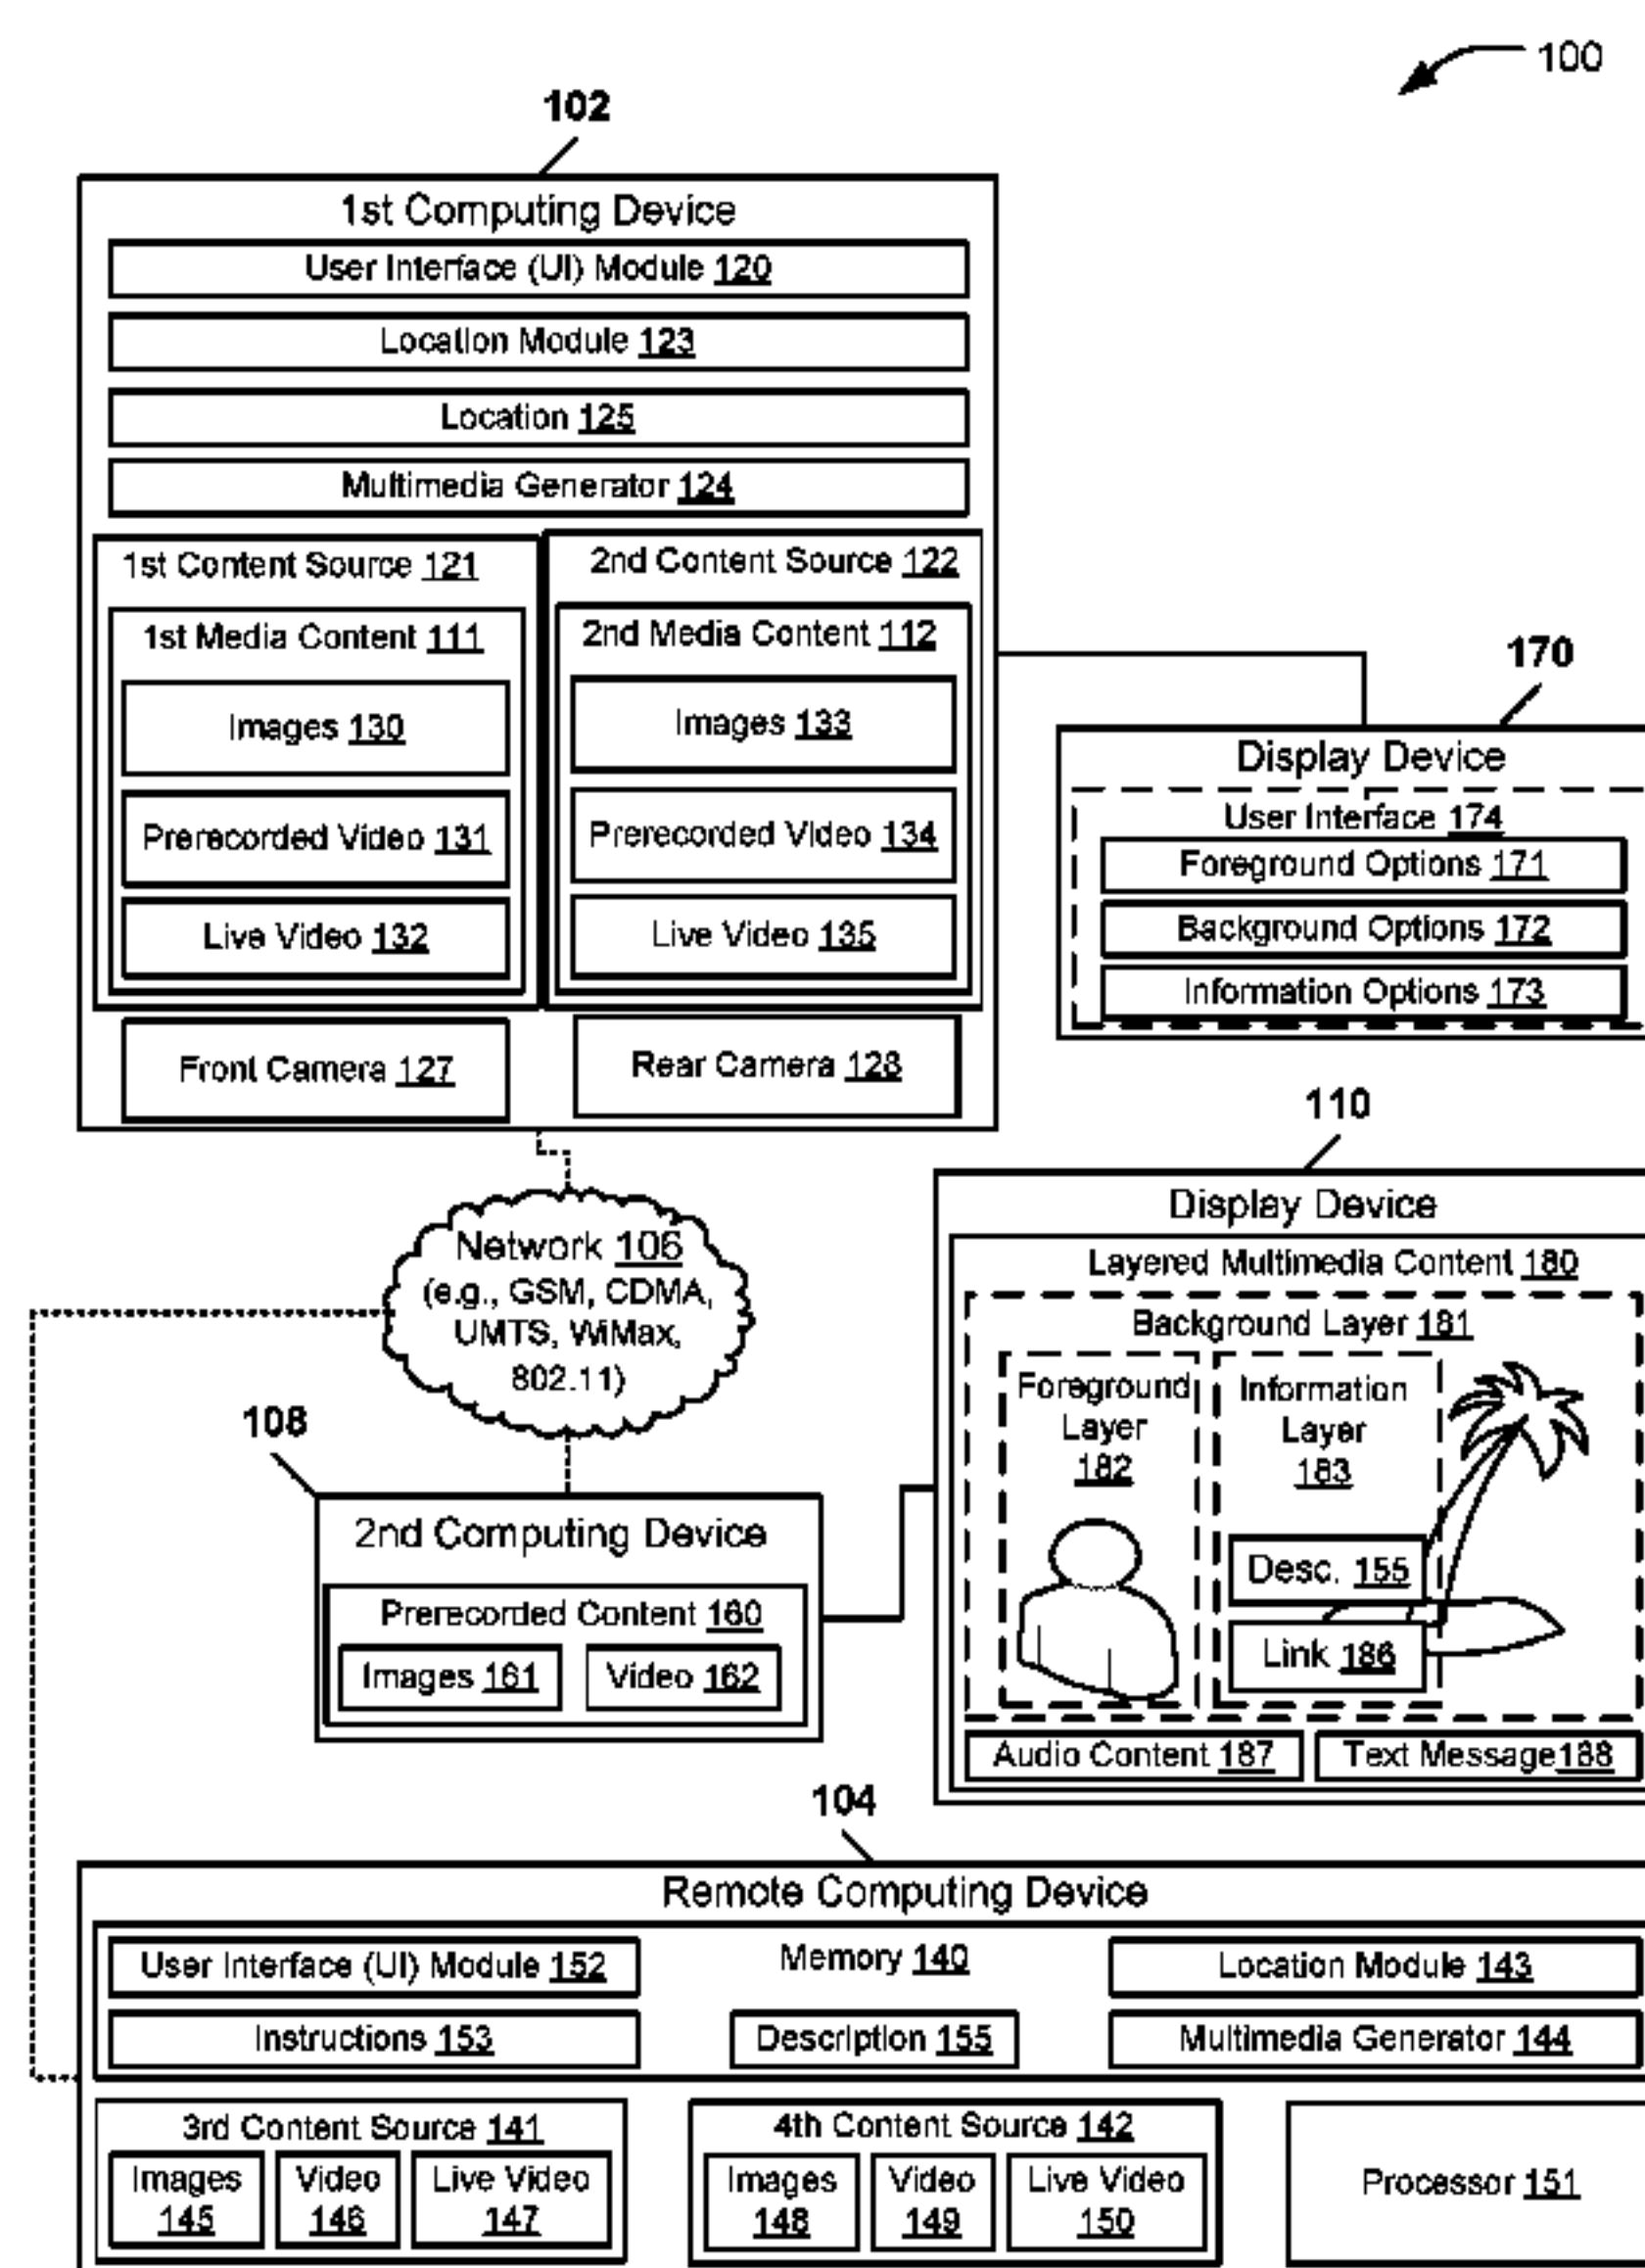 100
102
1st Computing Device
User Interface (UI) Module 120
Location Module 123
Location 125
Multimedia Generator 124
1st Content Source 121
1st Media Content 111
Images 130
Prerecorded Video 131
Live Video 132
2nd Content Source 122
2nd Media Content 112
Images 133
Prerecorded Video 134
Live Video 135
Front Camera 127
Rear Camera 128
170
Display Device
User Interface 174
Foreground Options 171
Background Options 172
Information Options 173
Network 106
(e.g., GSM, CDMA,
UMTS, WiMax,
802.11)
110
Display Device
Layered Multimedia Content 180
Background Layer 181
Foreground
Layer
182
Information
Layer
183
Desc. 155
Link 186
Audio Content 187
Text Message188
108
2nd Computing Device
Prerecorded Content 160
Images 161
Video 162
104
Remote Computing Device
User Interface (UI) Module 152
Memory 140
Location Module 143
Instructions 153
Description 155
Multimedia Generator 144
3rd Content Source 141
Images
145
Video
146
Live Video
147
4th Content Source 142
Images
148
Video
149
Live Video
150
Processor 151